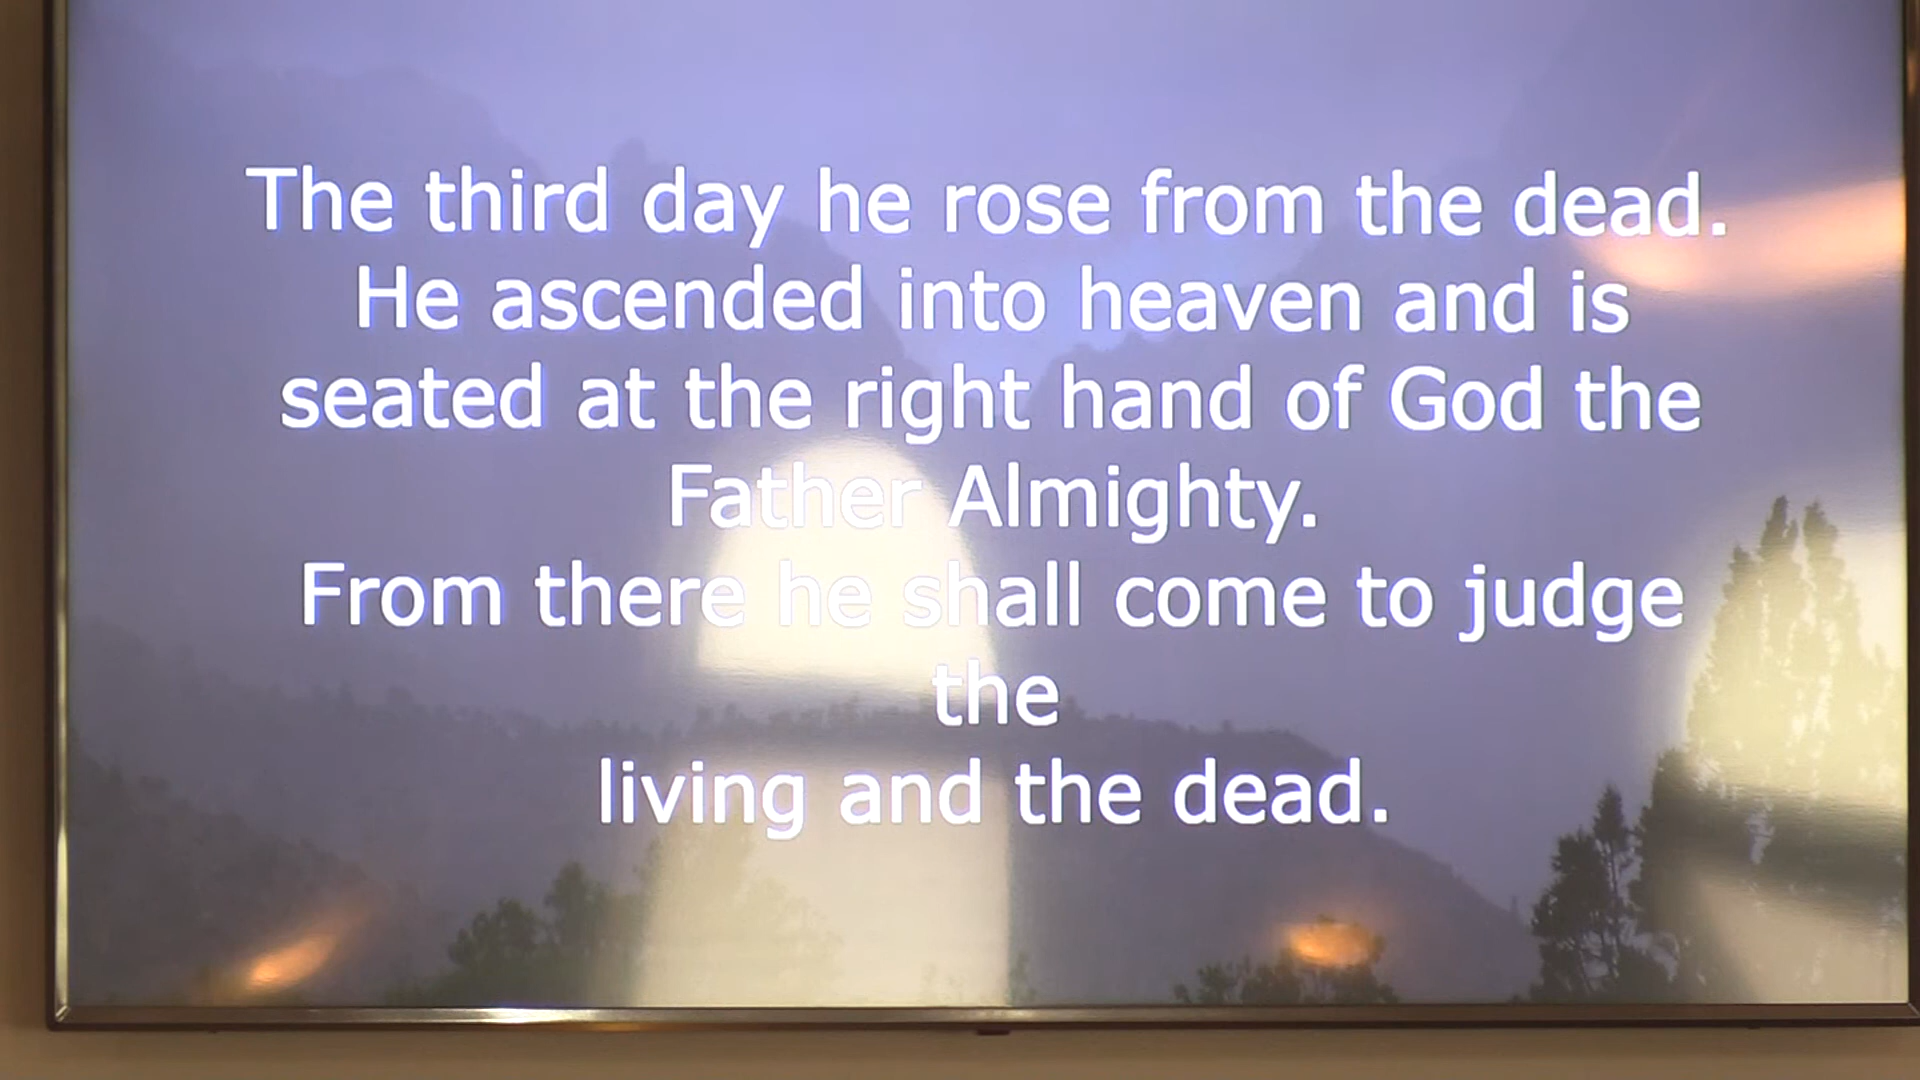 The third day he rose from the dead.
He ascended into heaven and is
seated at the right hand of God the
Father Almighty.
From there he shall come to judge
the
living and the dead.